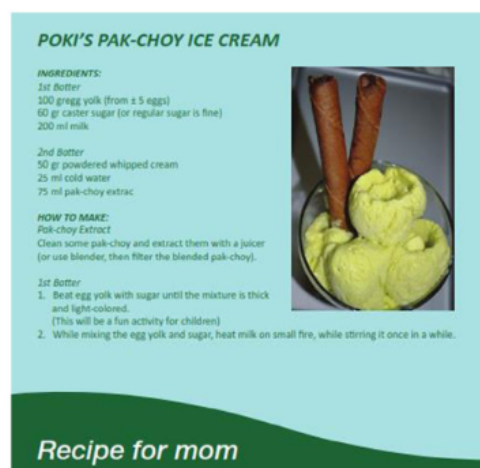 POKI'S PAK-CHOY ICE CREAM
INGREDIENTS:
1st Batter
100 gregg yolk (from ± 5 eggs)
60 gr caster sugar (or regular sugar is fine)
200 ml milk
2nd Batter
50 gr powdered whipped cream
25 ml cold water
75 ml pak-choy extrac
HOW TO MAKE:
Pak-choy Extract
Clean some pak-choy and extract them with a juicer
(or use blender, then filter the blended pak-choy).
1st Batter
1. Beat egg yolk with sugar until the mixture is thick
and light-colored.
(This will be a fun activity for children)
2. While mixing the egg yolk and sugar, heat milk on small fire, while stirring it once in a while.
Recipe for mom